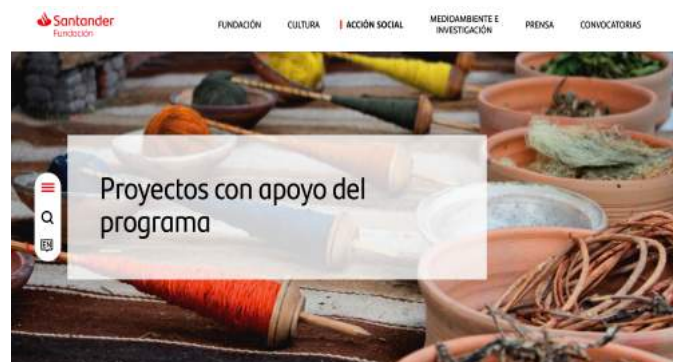 Santander
Fundación
FUNDACIÓN
CULTURA
ACCIÓN SOCIAL
MEDIOAMBIENTE E
INVESTIGACIÓN
PRENSA
CONVOCATORIAS
Proyectos con apoyo del
programa
EN